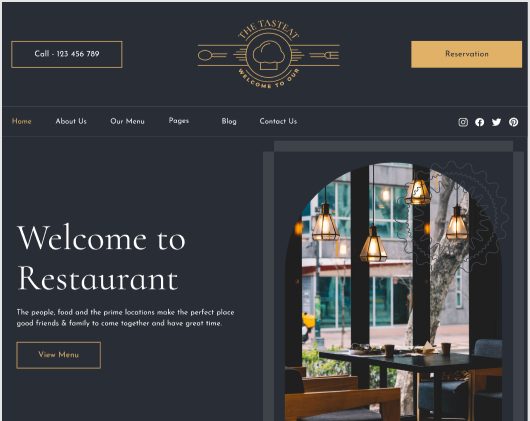 Call - 123 456 789
THE TASTEAT
WELCOME TO OUR
Reservation
Home
About Us
Our Menu
Pages
Blog
Contact Us
Welcome to
Restaurant
The people, food and the prime locations make the perfect place
good friends & family to come together and have great time.
View Menu